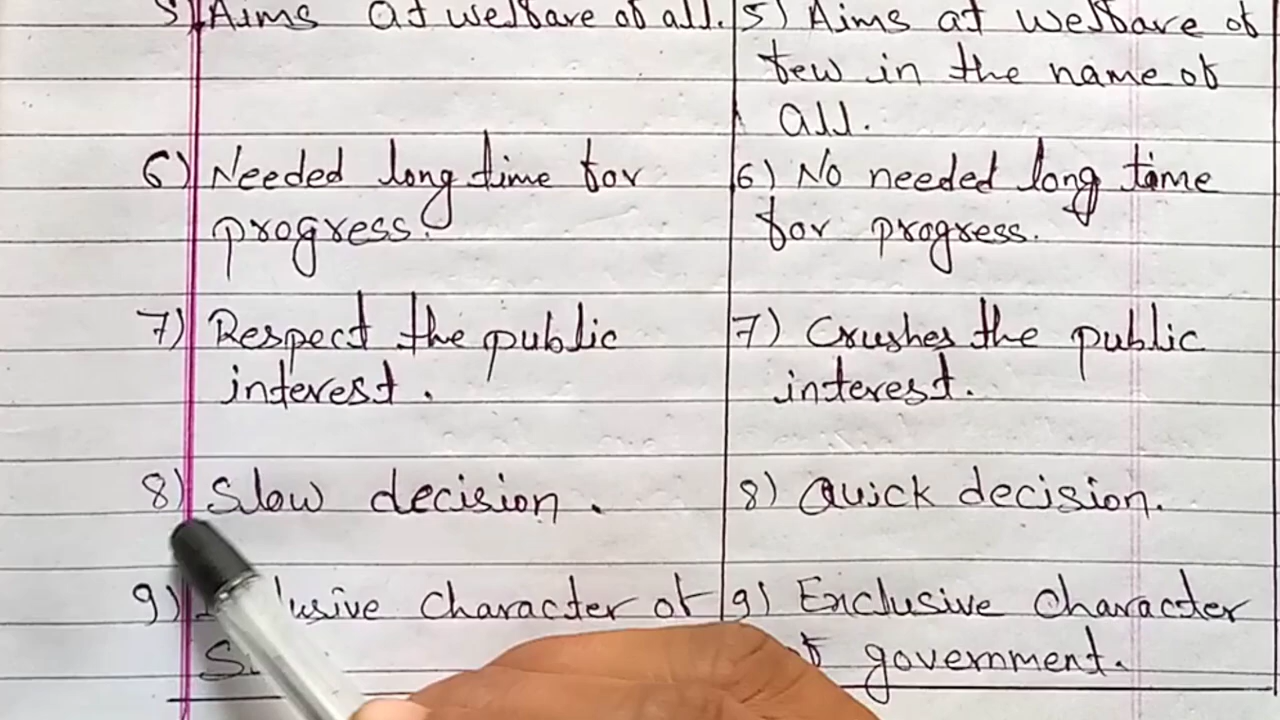 5) Aims at welfare of all.
6) Needed long time for
progress.
7) Respect the public
interest.
8) Slow decision.
9) character of
5) Aims at welfare of
few in the name of
all.
6) No needed long time
for progress.
7) Crushes the public
interest.
8) Quick decision.
9) Exclusive character
of government.